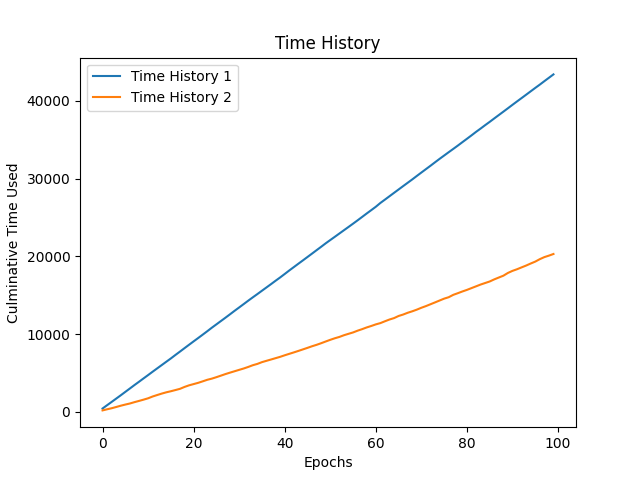 Time History
Time History 1
Time History 2
Culminative Time Used
40000
30000
20000
10000
0
0 20 40 60 80 100
Epochs